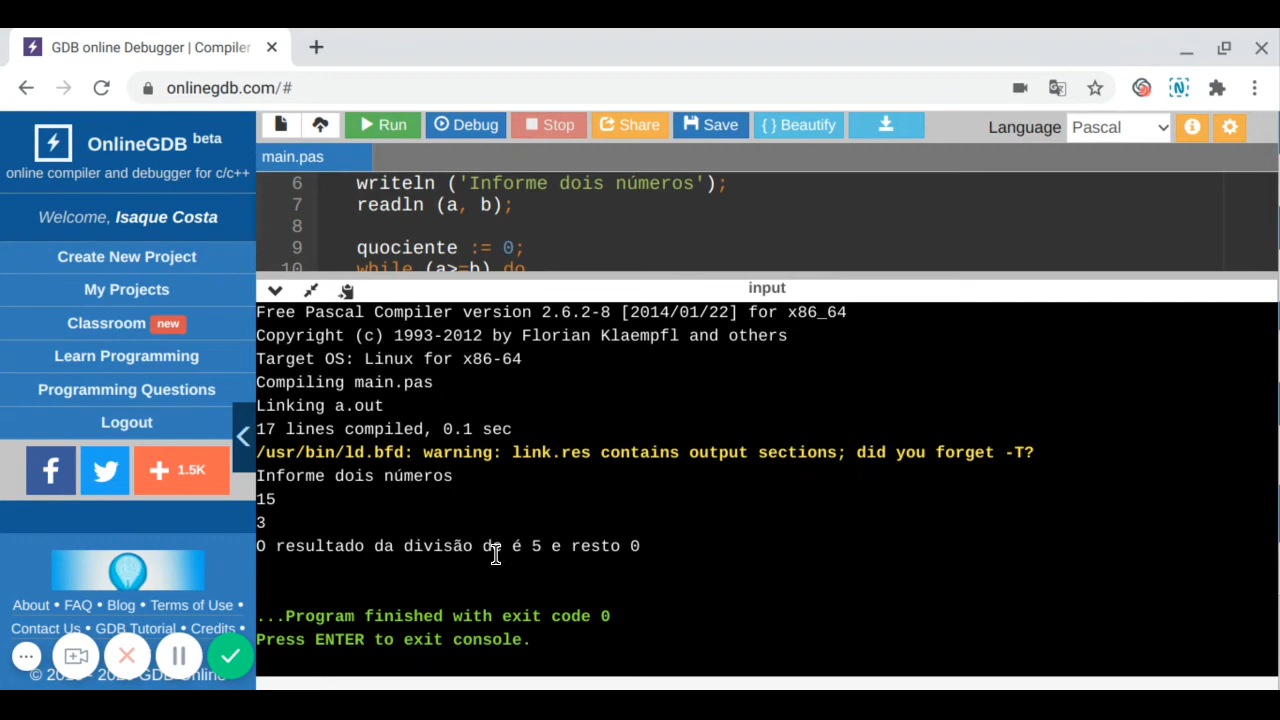 GDB online Debugger | Compiler
onlinegdb.com/#
OnlineGDB beta
online compiler and debugger for c/c++
Welcome, Isaque Costa
Create New Project
My Projects
Classroom new
Learn Programming
Programming Questions
Logout
1.5K
About • FAQ • Blog • Terms of Use •
Contact Us • GDB Tutorial • Credits •
GDB Online
Run
Debug
Stop
Share
Save
{ } Beautify
Language Pascal
main.pas
6 writeln ('Informe dois números');
7 readln (a, b);
8
9 quociente := 0;
10 while (a>=b) do
input
Free Pascal Compiler version 2.6.2-8 [2014/01/22] for x86_64
Copyright (c) 1993-2012 by Florian Klaempfl and others
Target OS: Linux for x86-64
Compiling main.pas
Linking a.out
17 lines compiled, 0.1 sec
/usr/bin/ld.bfd: warning: link.res contains output sections; did you forget -T?
Informe dois números
15
3
O resultado da divisão de é 5 e resto 0
...Program finished with exit code 0
Press ENTER to exit console.